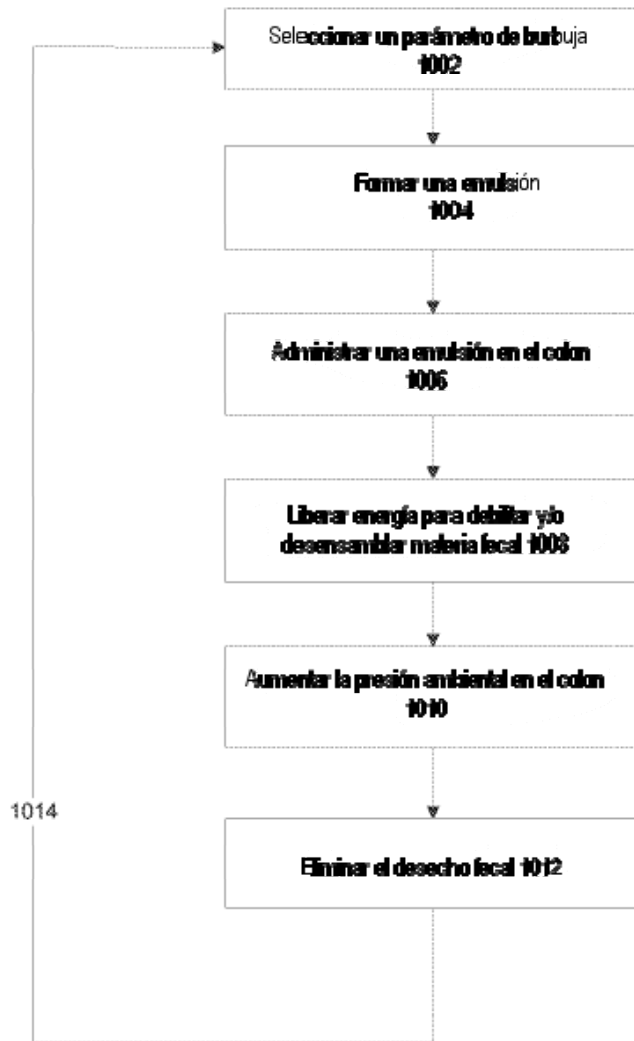 Seleccionar un parámetro de burbuja
1002
Formar una emulsión
1004
Administrar una emulsión en el colon
1006
Liberar energía para debilitar y/o
desensamblar materia fecal 1008
Aumentar la presión ambiental en el colon
1010
1014
Eliminar el desecho fecal 1012